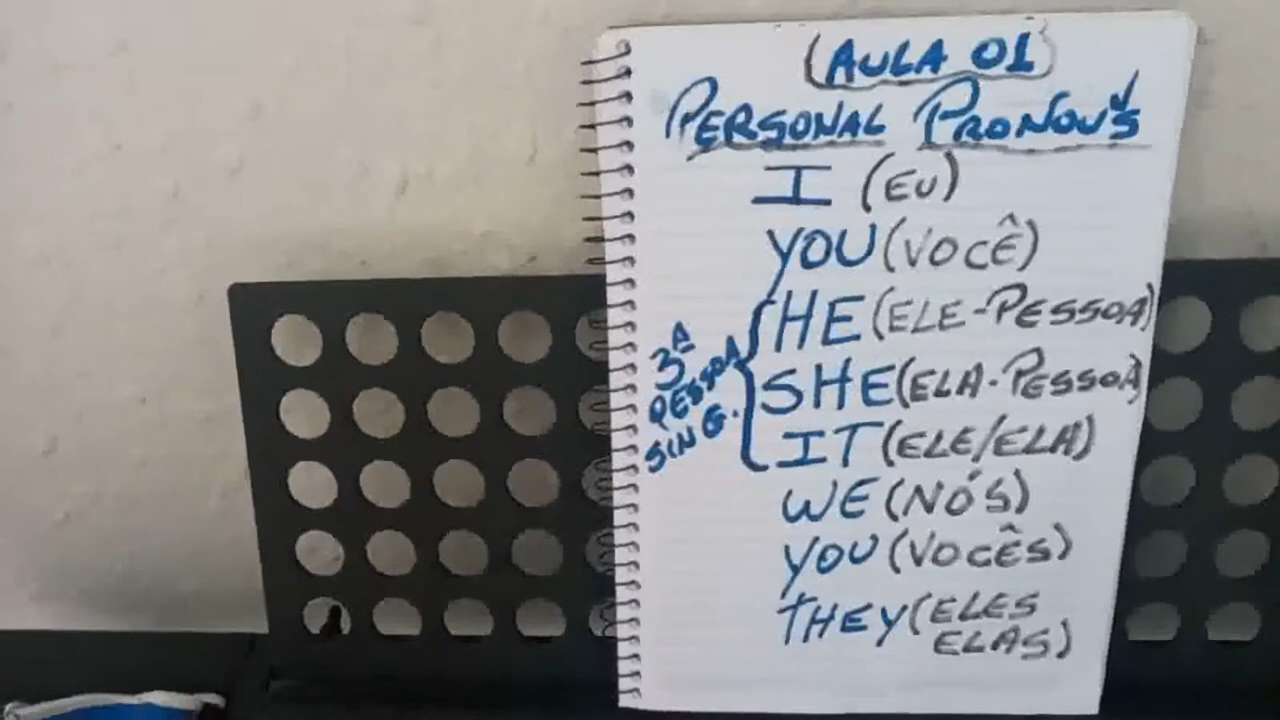 (AULA 01)
PERSONAL PRONOUNS
I (EU)
YOU (VOCÊ)
HE (ELE-PESSOA)
SHE (ELA-PESSOA)
IT (ELE/ELA)
3ª
PESSOA
SING.
WE (NÓS)
YOU (VOCÊS)
THEY (ELES
ELAS)